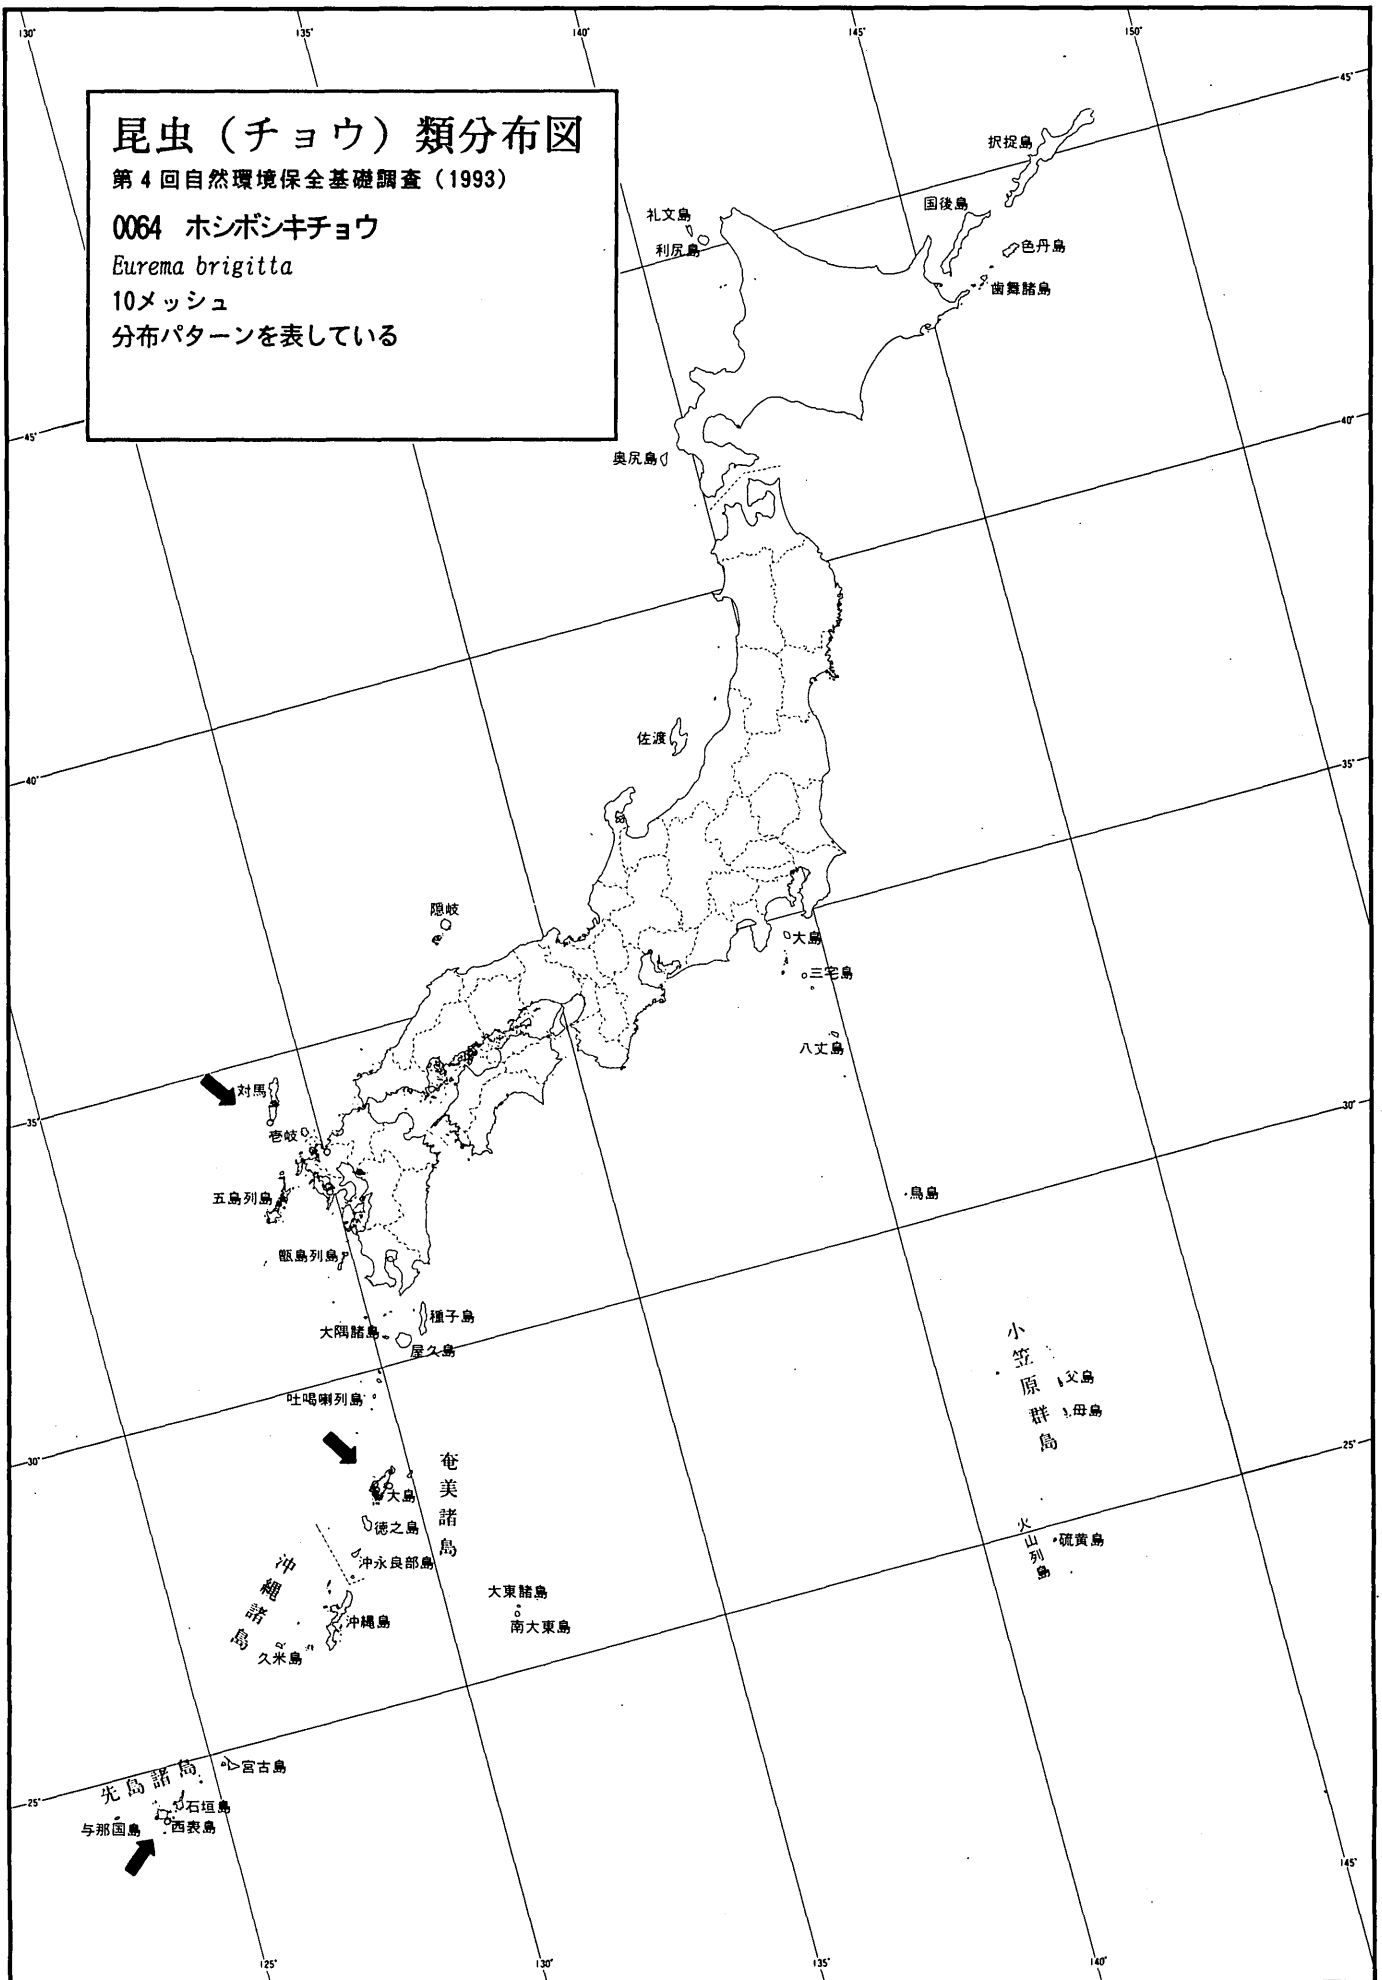 130°
135°
140°
145°
150°
昆虫（チョウ）類分布図
第4回自然環境保全基礎調査（1993）
0064 ホシボシキチョウ
Eurema brigitta
10メッシュ
分布パターンを表している
45°
択捉島
国後島
色丹島
歯舞諸島
礼文島
利尻島
45°
40°
奥尻島
佐渡
40°
35°
隠岐
大島
三宅島
八丈島
対馬
壱岐
35°
30°
五島列島
鳥島
甑島列島
種子島
大隅諸島
屋久島
吐喝喇列島
小笠原群島
父島
母島
30°
25°
奄美諸島
大島
徳之島
沖永良部島
火山列島
硫黄島
沖縄諸島
沖縄島
久米島
大東諸島
南大東島
先島諸島
宮古島
石垣島
西表島
与那国島
25°
145°
125°
130°
135°
140°